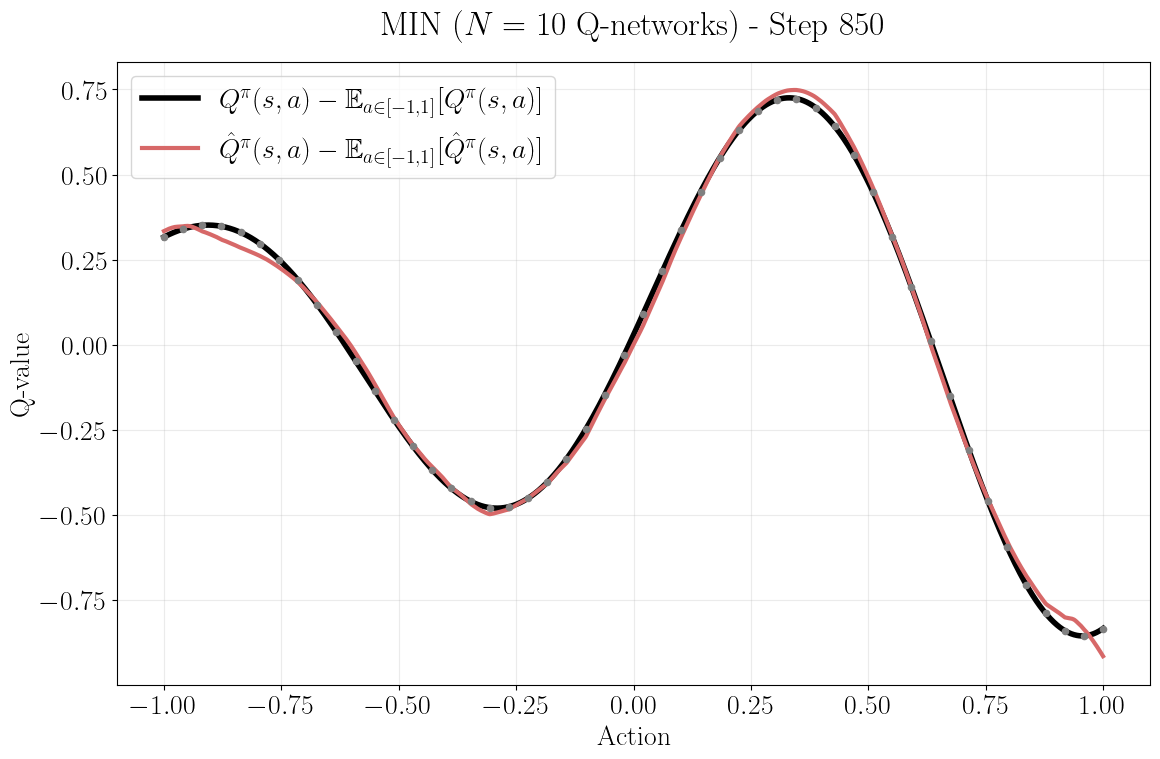 MIN (N = 10 Q-networks) - Step 850
Q^π(s, a) − 𝔼_{a∈[−1,1]}[Q^π(s, a)]
Q̂^π(s, a) − 𝔼_{a∈[−1,1]}[Q̂^π(s, a)]
Q-value
0.75
0.50
0.25
0.00
−0.25
−0.50
−0.75
−1.00 −0.75 −0.50 −0.25 0.00 0.25 0.50 0.75 1.00
Action